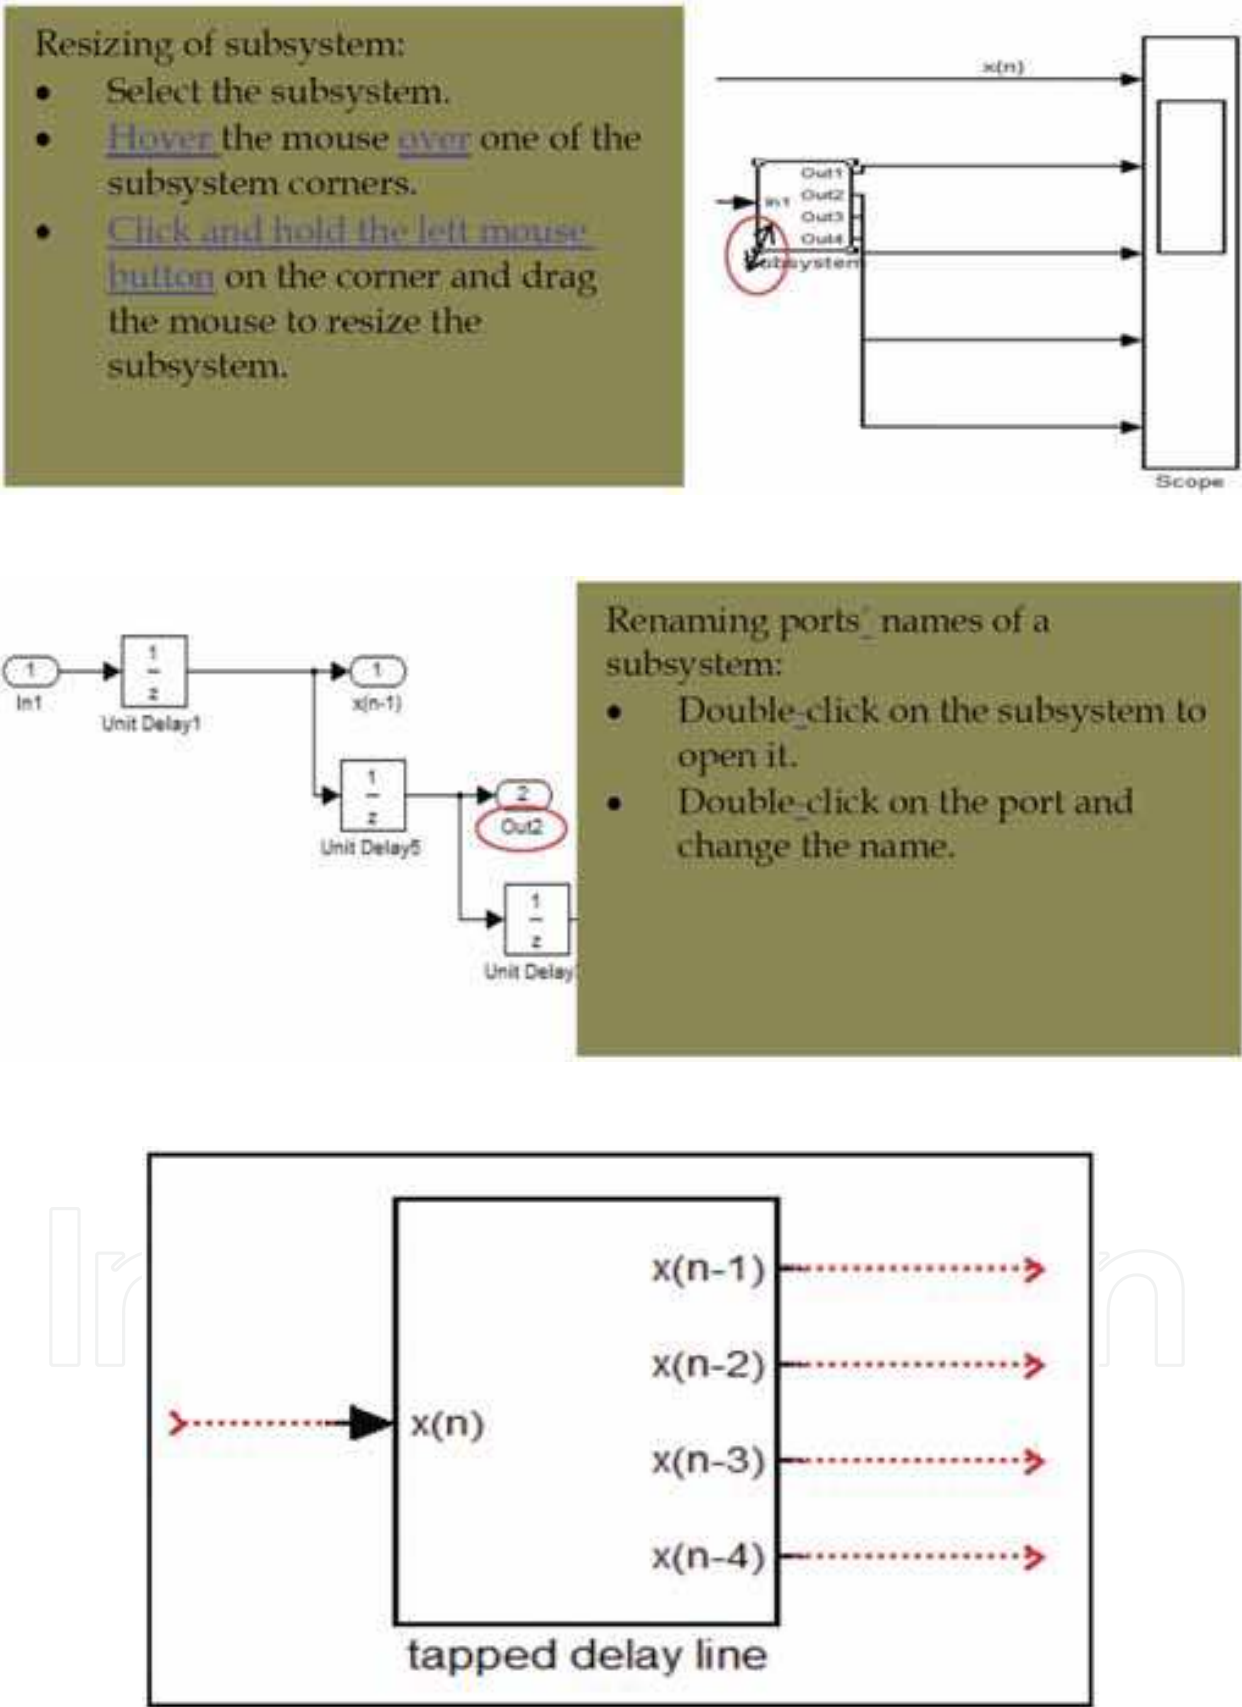 Resizing of subsystem:
• Select the subsystem.
• Hover the mouse over one of the
subsystem corners.
• Click and hold the left mouse
button on the corner and drag
the mouse to resize the
subsystem.
x(n)
In1
Out1
Out2
Out3
Out4
Scope
1
In1
1
z
Unit Delay1
1
x(n-1)
1
z
Unit Delay5
2
Out2
1
z
Unit Delay
Renaming ports' names of a
subsystem:
• Double-click on the subsystem to
open it.
• Double-click on the port and
change the name.
x(n)
x(n-1)
x(n-2)
x(n-3)
x(n-4)
tapped delay line